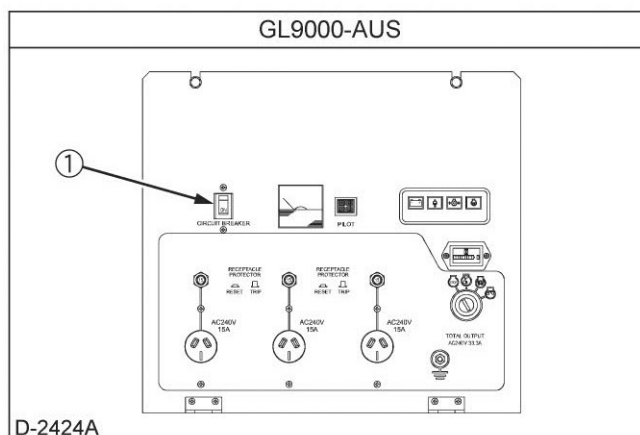 GL9000-AUS
1
CIRCUIT BREAKER
PILOT
RECEPTACLE
PROTECTOR
RESET TRIP
RECEPTACLE
PROTECTOR
RESET TRIP
AC240V
15A
AC240V
15A
AC240V
15A
TOTAL OUTPUT
AC240V 33.3A
D-2424A